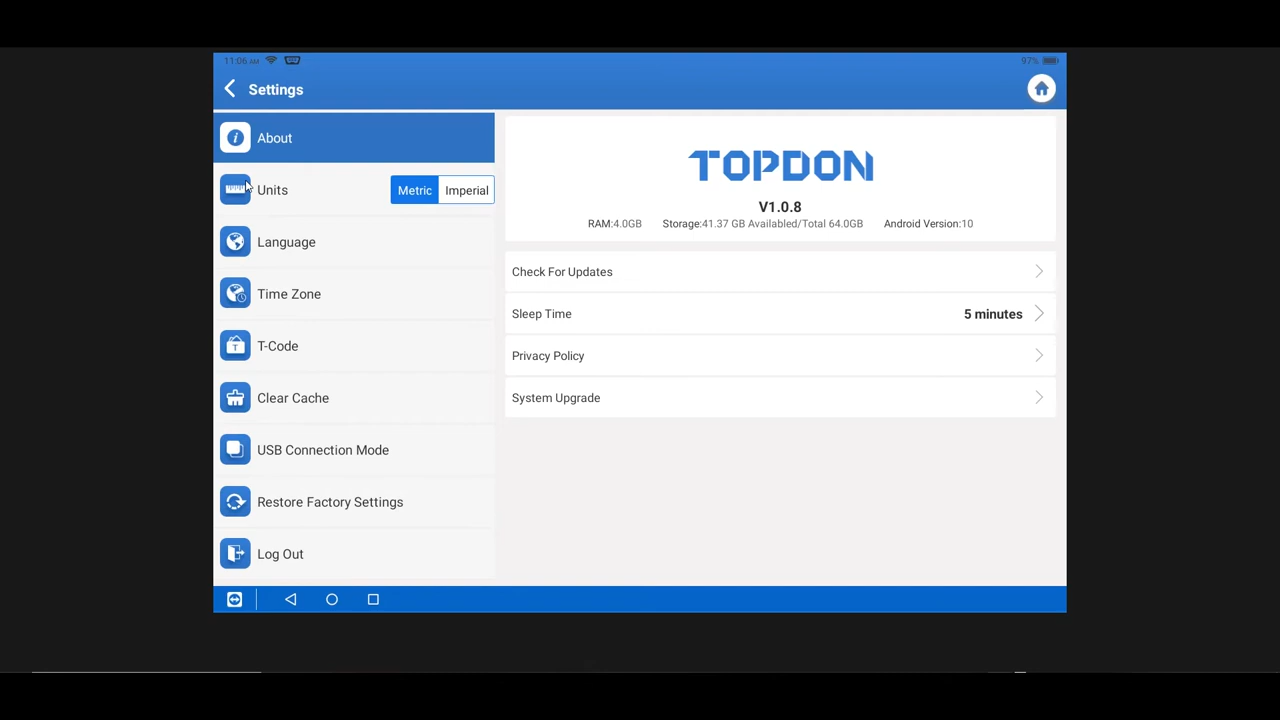 11:06 AM
97%
Settings
About
Units
Metric
Imperial
Language
Time Zone
T-Code
Clear Cache
USB Connection Mode
Restore Factory Settings
Log Out
TOPDON
V1.0.8
RAM:4.0GB Storage:41.37 GB Availabled/Total 64.0GB Android Version:10
Check For Updates
Sleep Time 5 minutes
Privacy Policy
System Upgrade